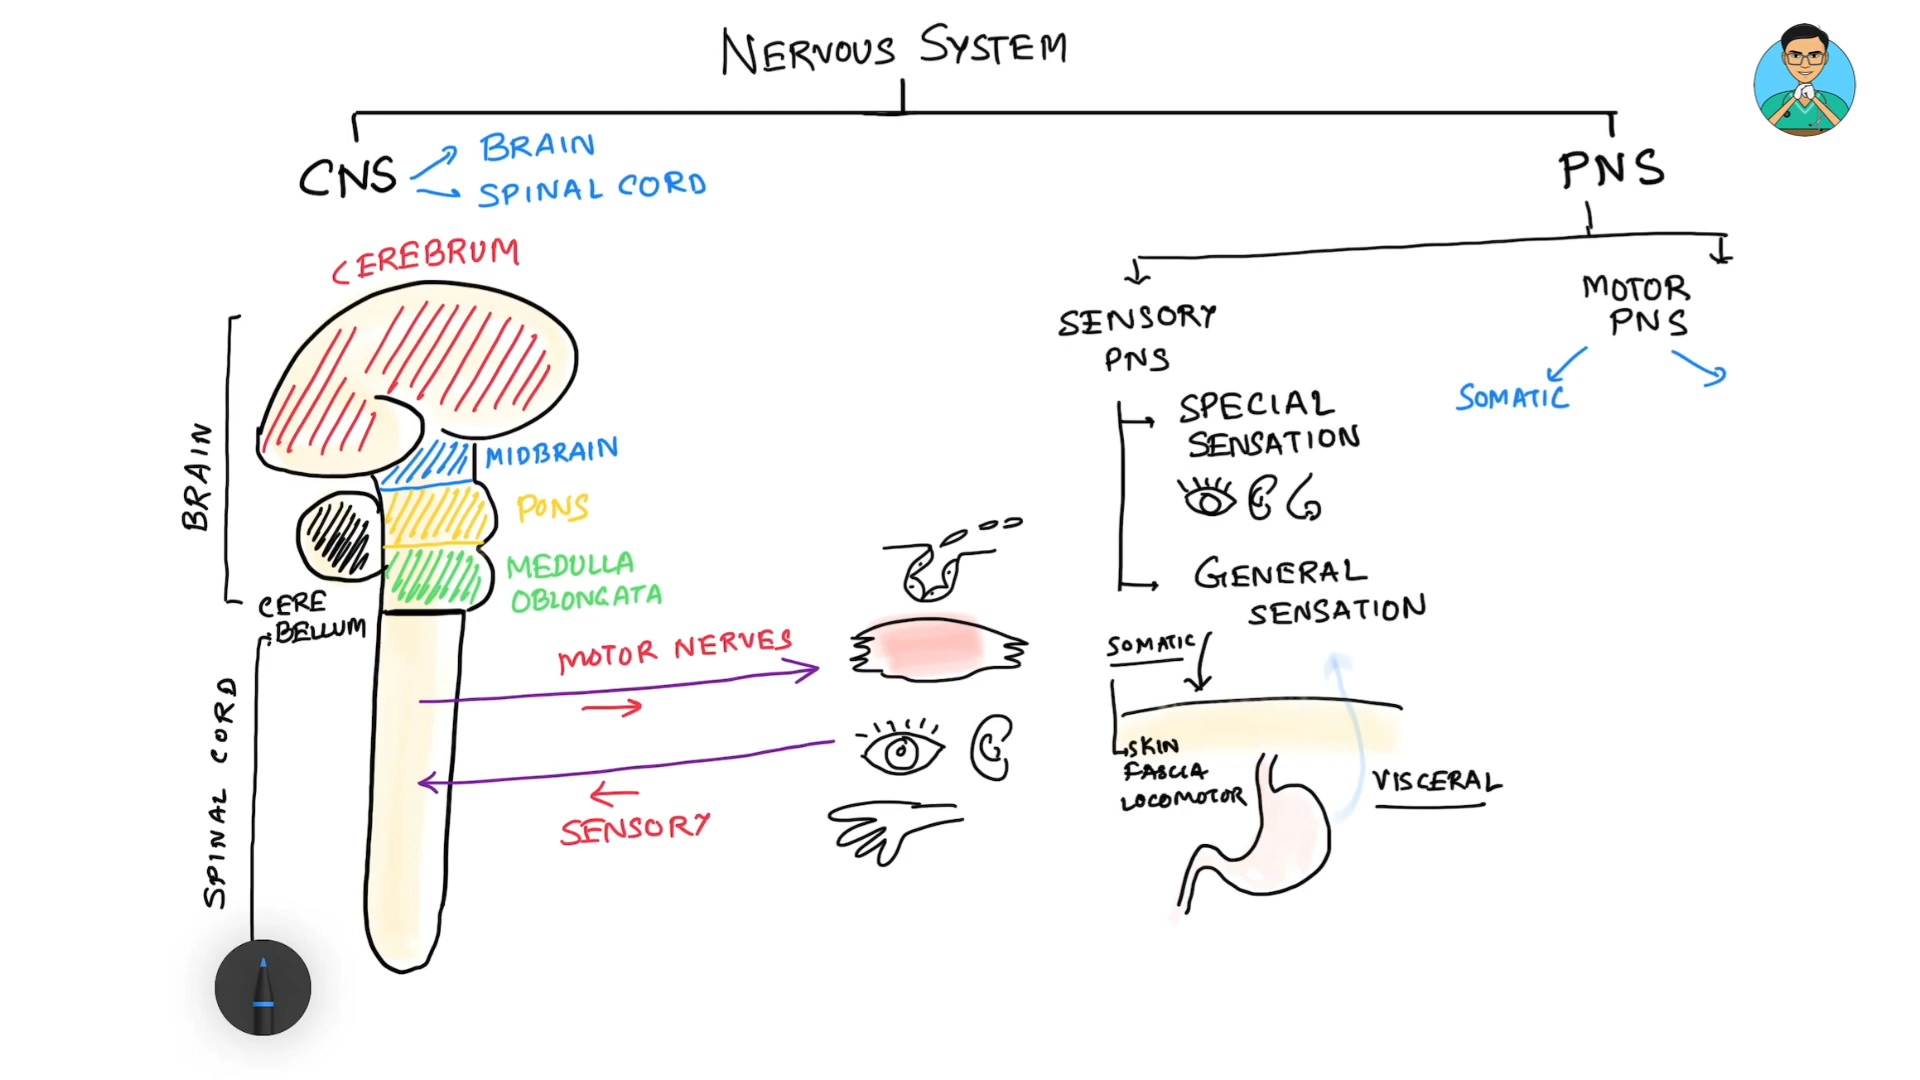 NERVOUS SYSTEM
CNS
BRAIN
SPINAL CORD
PNS
CEREBRUM
BRAIN
MIDBRAIN
PONS
MEDULLA
OBLONGATA
CERE
BELLUM
SPINAL CORD
MOTOR NERVES
SENSORY
SENSORY
PNS
SPECIAL
SENSATION
GENERAL
SENSATION
SOMATIC
SKIN
FASCIA
LOCOMOTOR
VISCERAL
MOTOR
PNS
SOMATIC